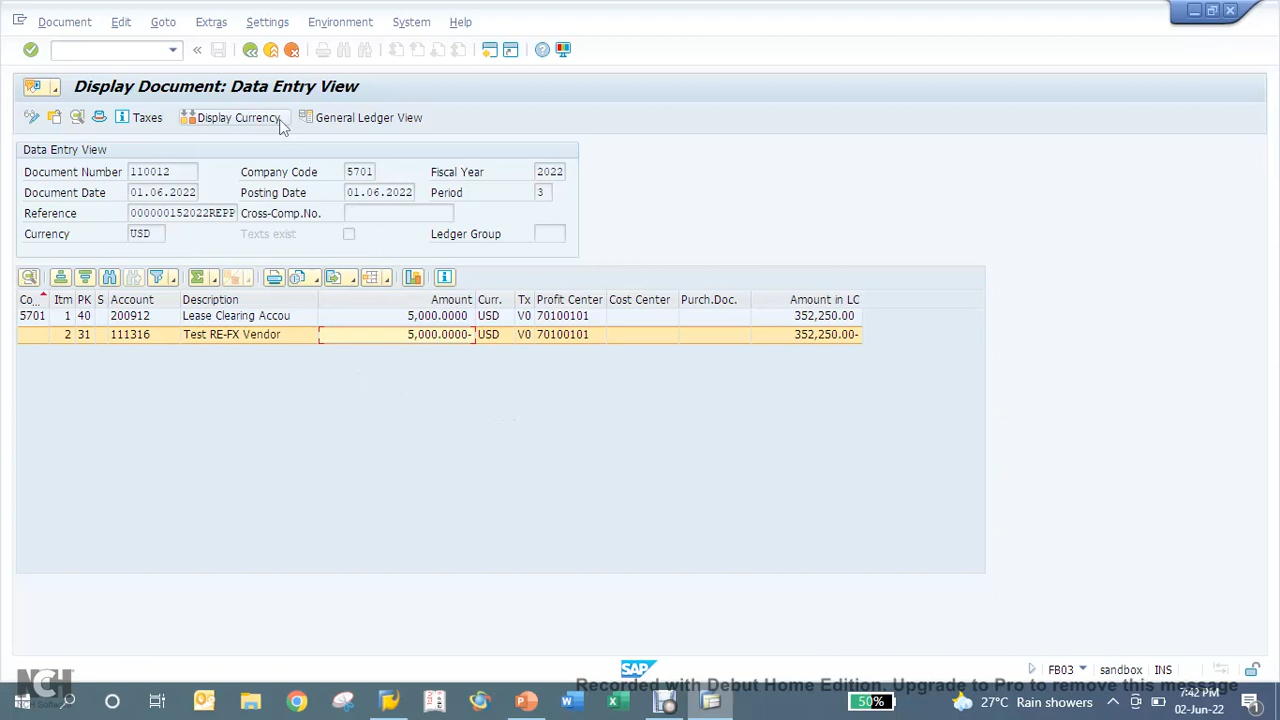 Document Edit Goto Extras Settings Environment System Help
Display Document: Data Entry View
Taxes Display Currency General Ledger View
Data Entry View
Document Number 110012 Company Code 5701 Fiscal Year 2022
Document Date 01.06.2022 Posting Date 01.06.2022 Period 3
Reference 000000152022REPP Cross-Comp.No.
Currency USD Texts exist Ledger Group
Co... Itm PK S Account Description Amount Curr. Tx Profit Center Cost Center Purch.Doc. Amount in LC
5701 1 40 200912 Lease Clearing Accou 5,000.0000 USD V0 70100101 352,250.00
2 31 111316 Test RE-FX Vendor 5,000.0000- USD V0 70100101 352,250.00-
SAP FB03 sandbox INS
NCH Software
Recorded with Debut Home Edition. Upgrade to Pro to remove this message
50% 27°C Rain showers 7:42 PM
02-Jun-22